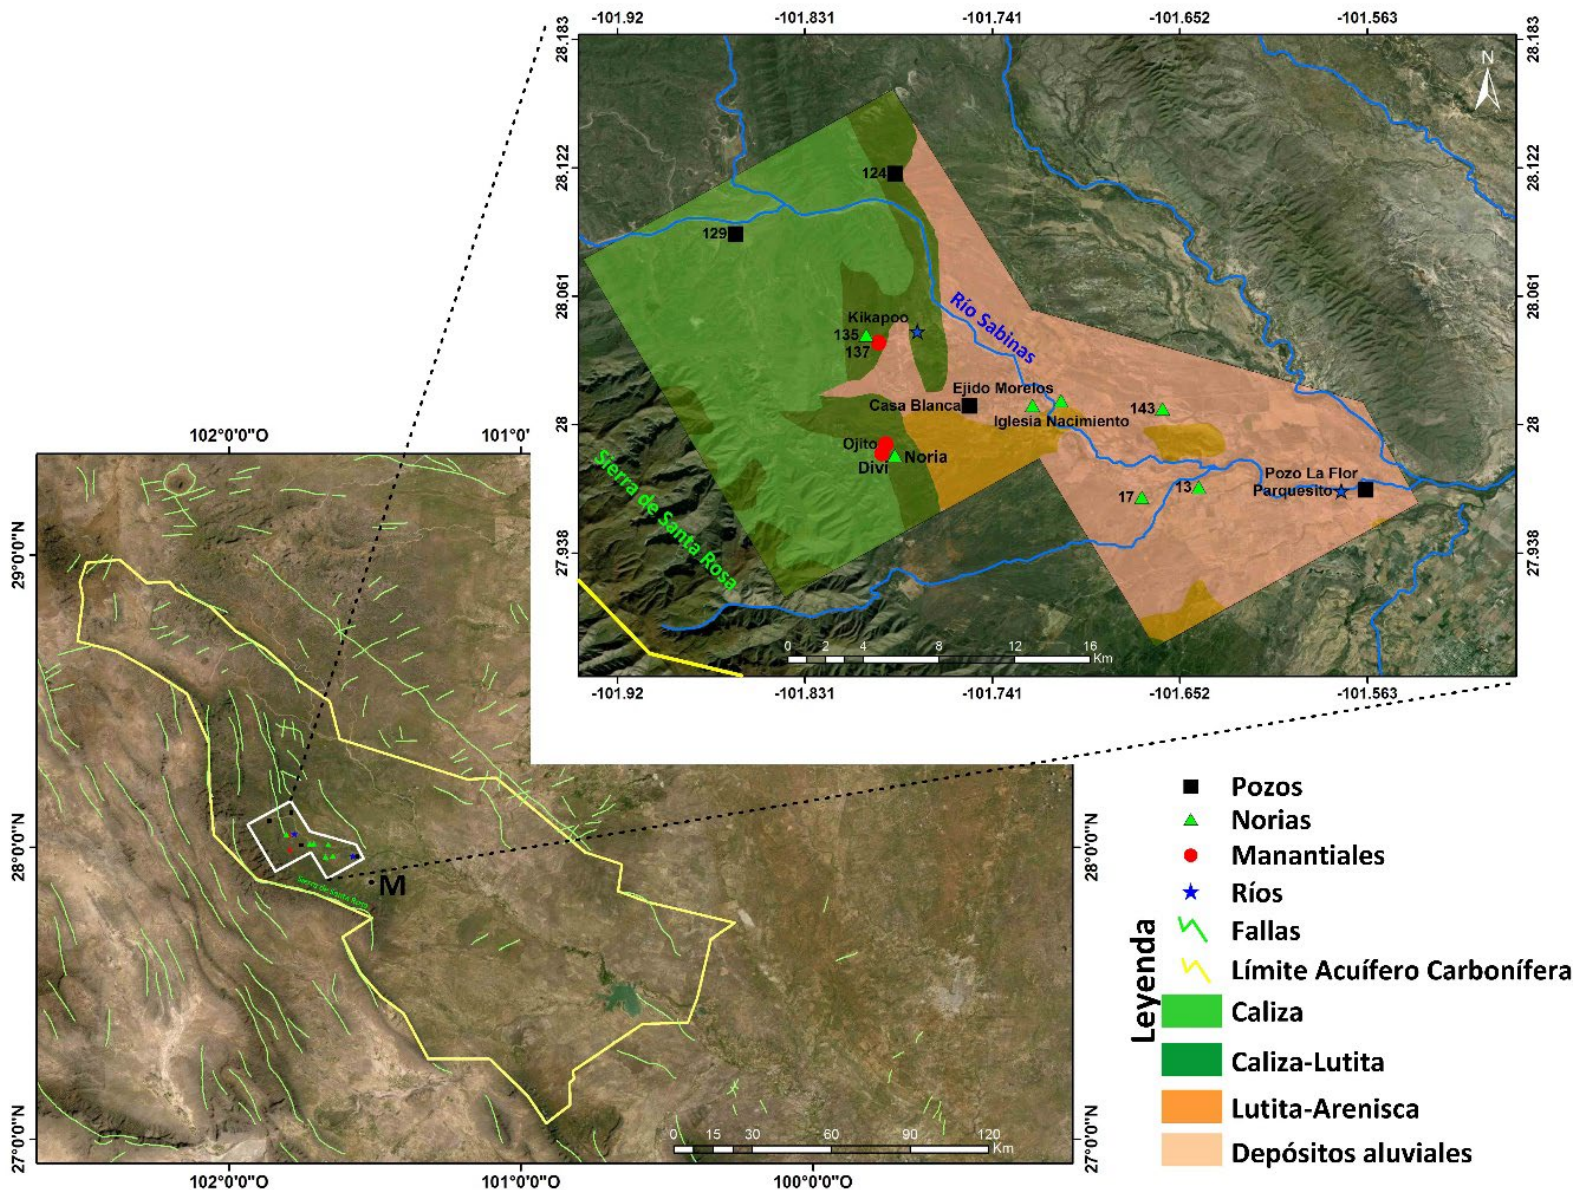 -101.92
-101.831
-101.741
-101.652
-101.563
28.183
28.183
N
28.122
124
28.122
129
28.061
28.061
Río Sabinas
Kikapoo
135
137
Ejido Morelos
Casa Blanca
143
Iglesia Nacimiento
28
28
Ojito
Noria
Divi
Pozo La Flor
17
13
Parquesito
Sierra de Santa Rosa
27.938
27.938
0 2 4 8 12 16
Km
-101.92
-101.831
-101.741
-101.652
-101.563
102°0'0"O
101°
29°0'0"N
28°0'0"N
28°0'0"N
M
Sierra de Santa Rosa
27°0'0"N
27°0'0"N
0 15 30 60 90 120
Km
102°0'0"O
101°0'0"O
100°0'0"O
Leyenda
Pozos
Norias
Manantiales
Ríos
Fallas
Límite Acuífero Carbonífera
Caliza
Caliza-Lutita
Lutita-Arenisca
Depósitos aluviales